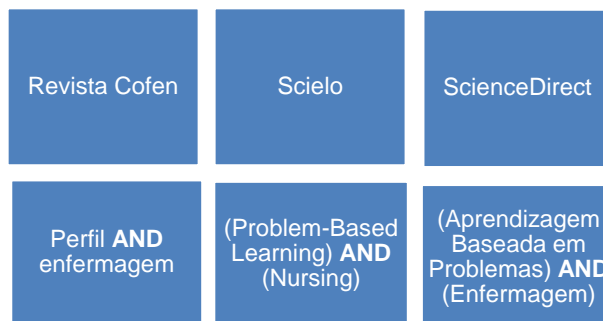 Revista Cofen
Scielo
ScienceDirect
Perfil AND
enfermagem
(Problem-Based
Learning) AND
(Nursing)
(Aprendizagem
Baseada em
Problemas) AND
(Enfermagem)